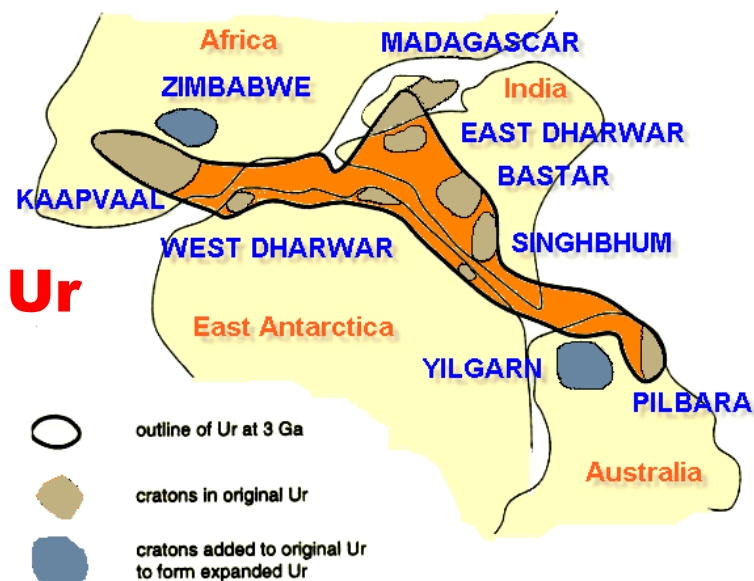 Africa
MADAGASCAR
ZIMBABWE
India
EAST DHARWAR
BASTAR
KAAPVAAL
WEST DHARWAR
SINGHBHUM
Ur
East Antarctica
YILGARN
PILBARA
outline of Ur at 3 Ga
Australia
cratons in original Ur
cratons added to original Ur
to form expanded Ur